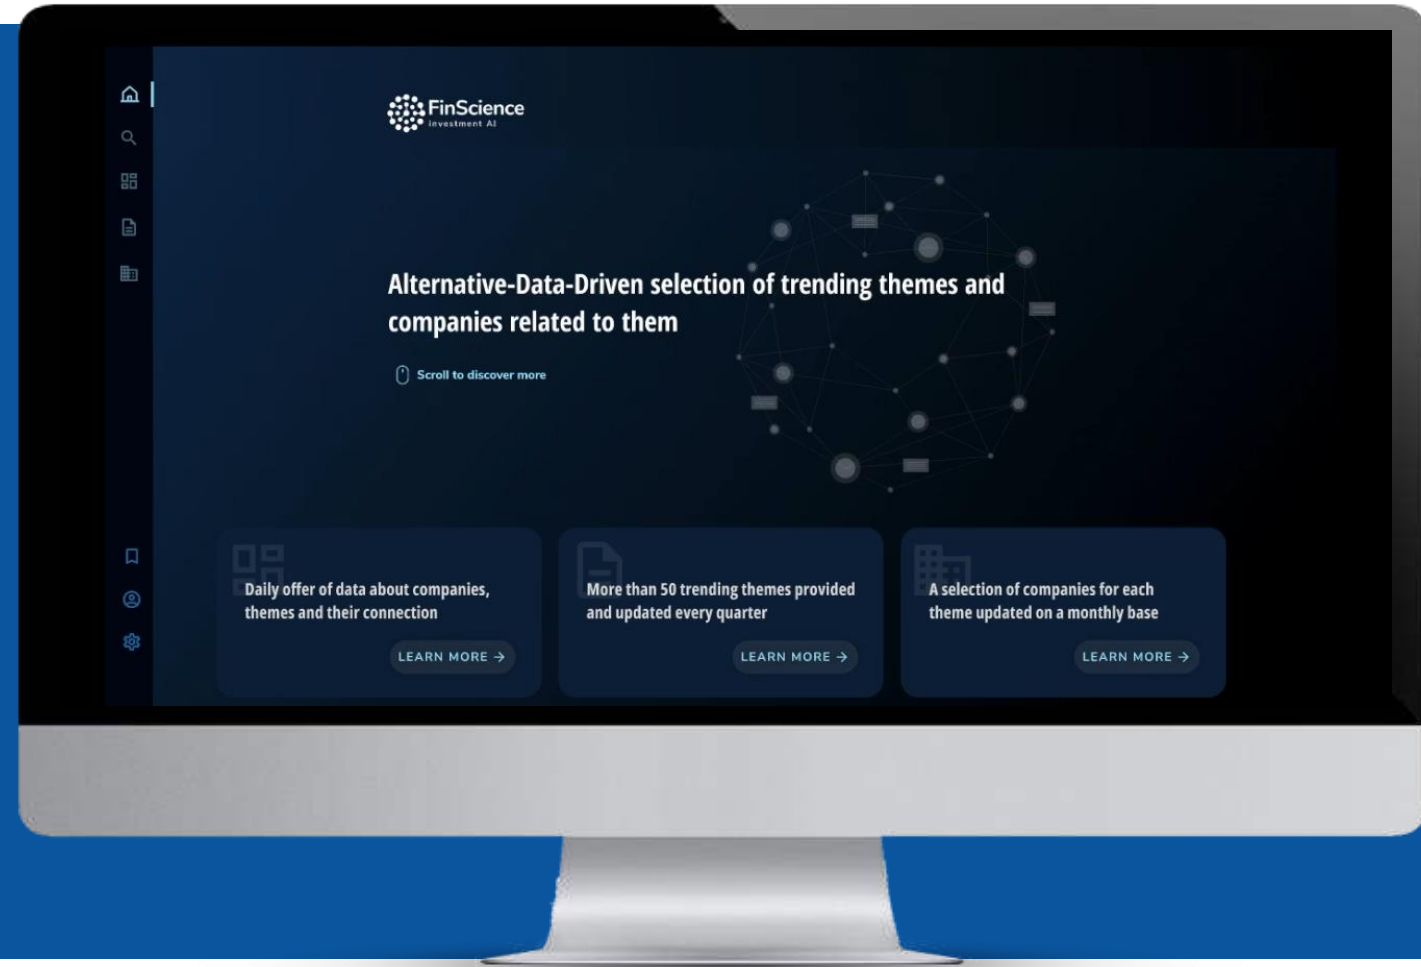 FinScience
investment AI
Alternative-Data-Driven selection of trending themes and
companies related to them
Scroll to discover more
Daily offer of data about companies,
themes and their connection
LEARN MORE →
More than 50 trending themes provided
and updated every quarter
LEARN MORE →
A selection of companies for each
theme updated on a monthly base
LEARN MORE →